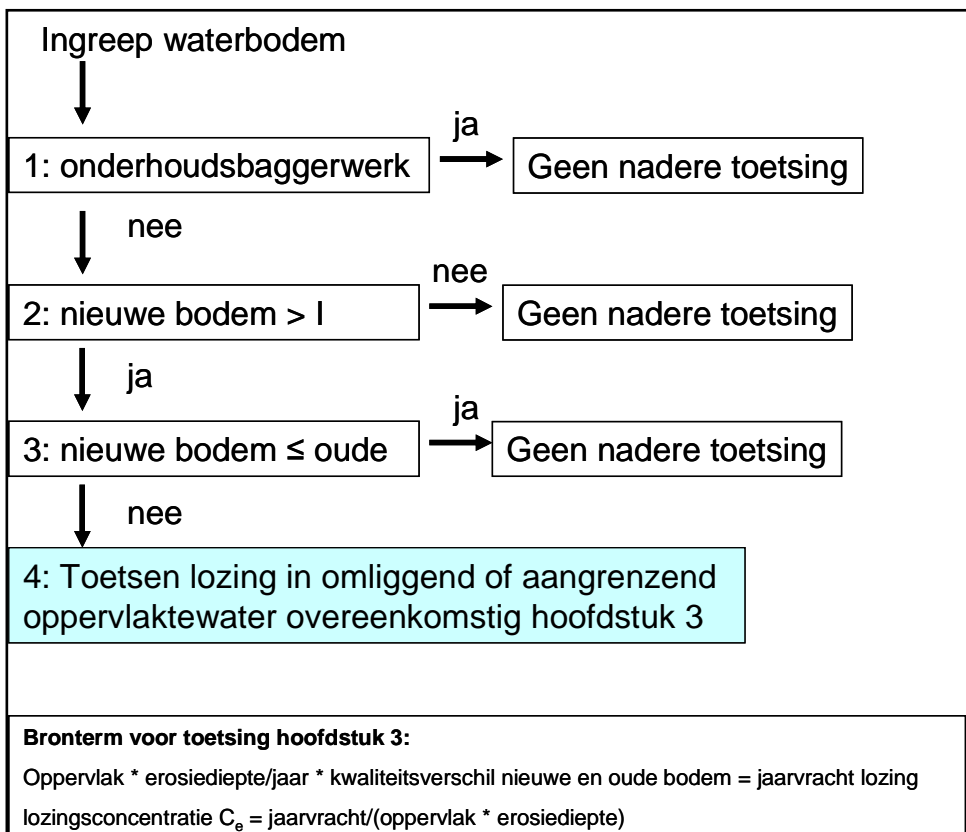 Ingreep waterbodem
ja
1: onderhoudsbaggerwerk
Geen nadere toetsing
nee
nee
2: nieuwe bodem > I
Geen nadere toetsing
ja
ja
3: nieuwe bodem ≤ oude
Geen nadere toetsing
nee
4: Toetsen lozing in omliggend of aangrenzend
oppervlaktewater overeenkomstig hoofdstuk 3
Bronterm voor toetsing hoofdstuk 3:
Oppervlak * erosiediepte/jaar * kwaliteitsverschil nieuwe en oude bodem = jaarvracht lozing
lozingsconcentratie Cₑ = jaarvracht/(oppervlak * erosiediepte)